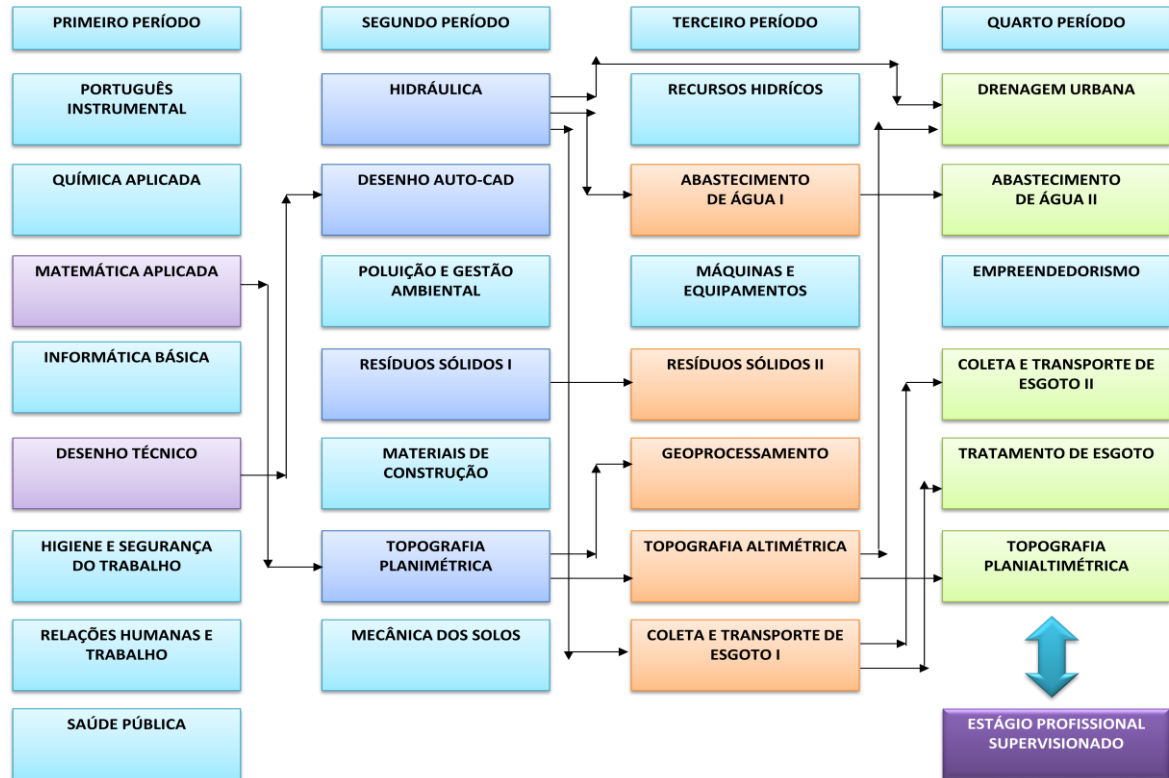 PRIMEIRO PERÍODO
SEGUNDO PERÍODO
TERCEIRO PERÍODO
QUARTO PERÍODO
PORTUGUÊS
INSTRUMENTAL
HIDRÁULICA
RECURSOS HIDRÍCOS
DRENAGEM URBANA
QUÍMICA APLICADA
DESENHO AUTO-CAD
ABASTECIMENTO
DE ÁGUA I
ABASTECIMENTO
DE ÁGUA II
MATEMÁTICA APLICADA
POLUIÇÃO E GESTÃO
AMBIENTAL
MÁQUINAS E
EQUIPAMENTOS
EMPREENDEDORISMO
INFORMÁTICA BÁSICA
RESÍDUOS SÓLIDOS I
RESÍDUOS SÓLIDOS II
COLETA E TRANSPORTE DE
ESGOTO II
DESENHO TÉCNICO
MATERIAIS DE
CONSTRUÇÃO
GEOPROCESSAMENTO
TRATAMENTO DE ESGOTO
HIGIENE E SEGURANÇA
DO TRABALHO
TOPOGRAFIA
PLANIMÉTRICA
TOPOGRAFIA ALTIMÉTRICA
TOPOGRAFIA
PLANIALTIMÉTRICA
RELAÇÕES HUMANAS E
TRABALHO
MECÂNICA DOS SOLOS
COLETA E TRANSPORTE DE
ESGOTO I
SAÚDE PÚBLICA
ESTÁGIO PROFISSIONAL
SUPERVISIONADO